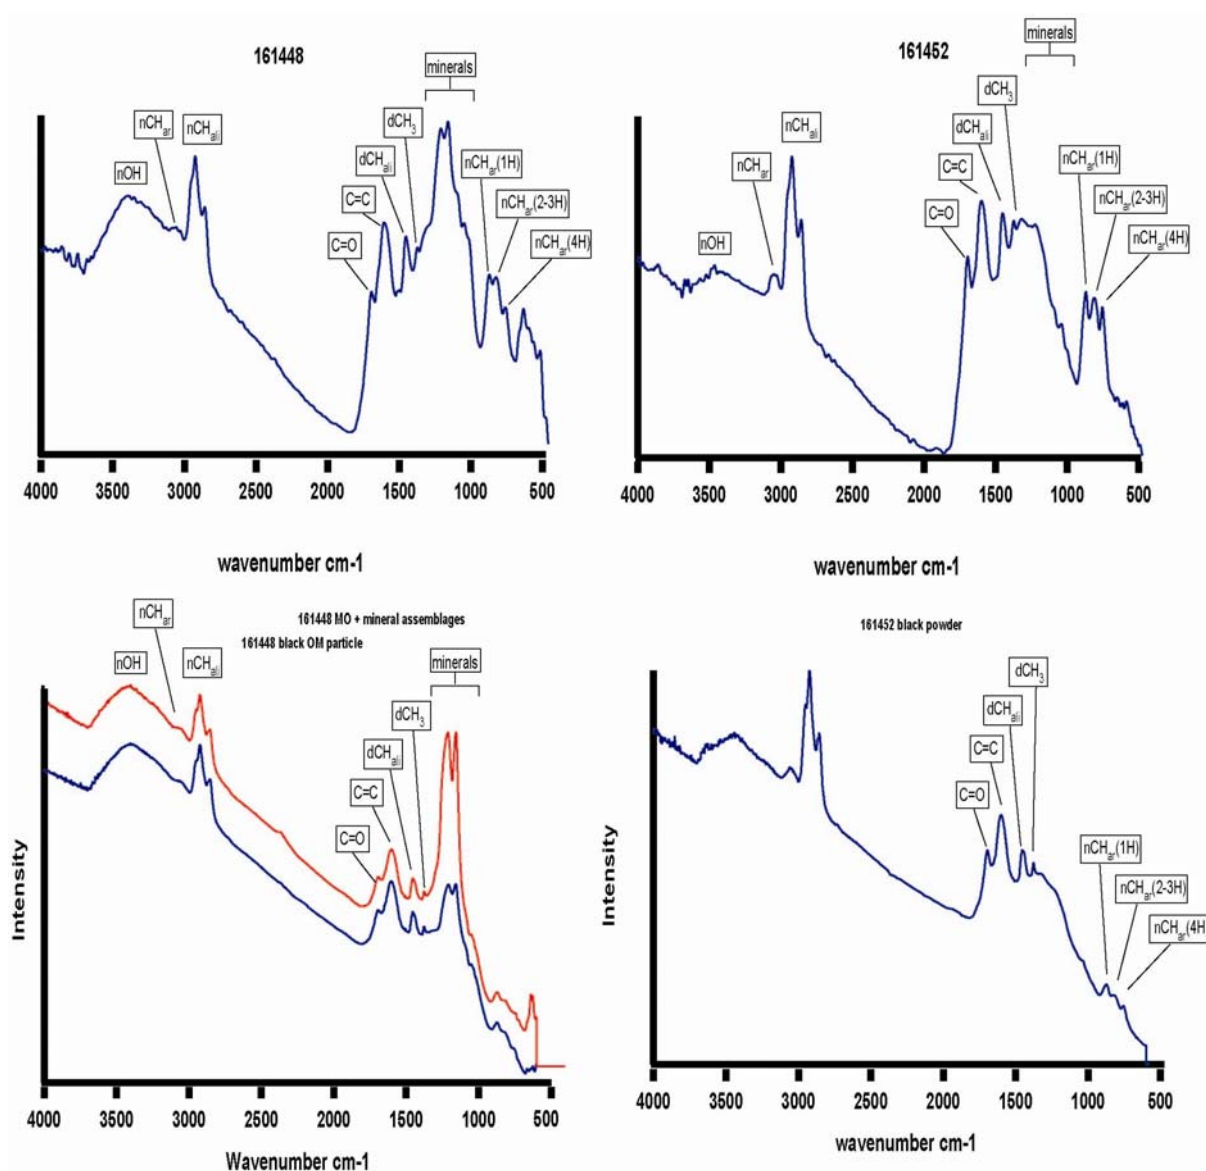 161448
minerals
nCHar
nCHali
dCH3
nOH
dCHali
nCHar(1H)
C=C
nCHar(2-3H)
C=O
nCHar(4H)
4000 3500 3000 2500 2000 1500 1000 500
wavenumber cm-1
161452
minerals
dCH3
nCHali
dCHali
nCHar
C=C
nCHar(1H)
nCHar(2-3H)
C=O
nOH
nCHar(4H)
4000 3500 3000 2500 2000 1500 1000 500
wavenumber cm-1
161448 MO + mineral assemblages
161448 black OM particle
nCHar
nOH
nCHali
minerals
dCH3
dCHali
C=C
C=O
Intensity
4000 3500 3000 2500 2000 1500 1000 500
Wavenumber cm-1
161452 black powder
dCH3
dCHali
C=C
C=O
nCHar(1H)
nCHar(2-3H)
nCHar(4H
Intensity
4000 3500 3000 2500 2000 1500 1000 500
wavenumber cm-1